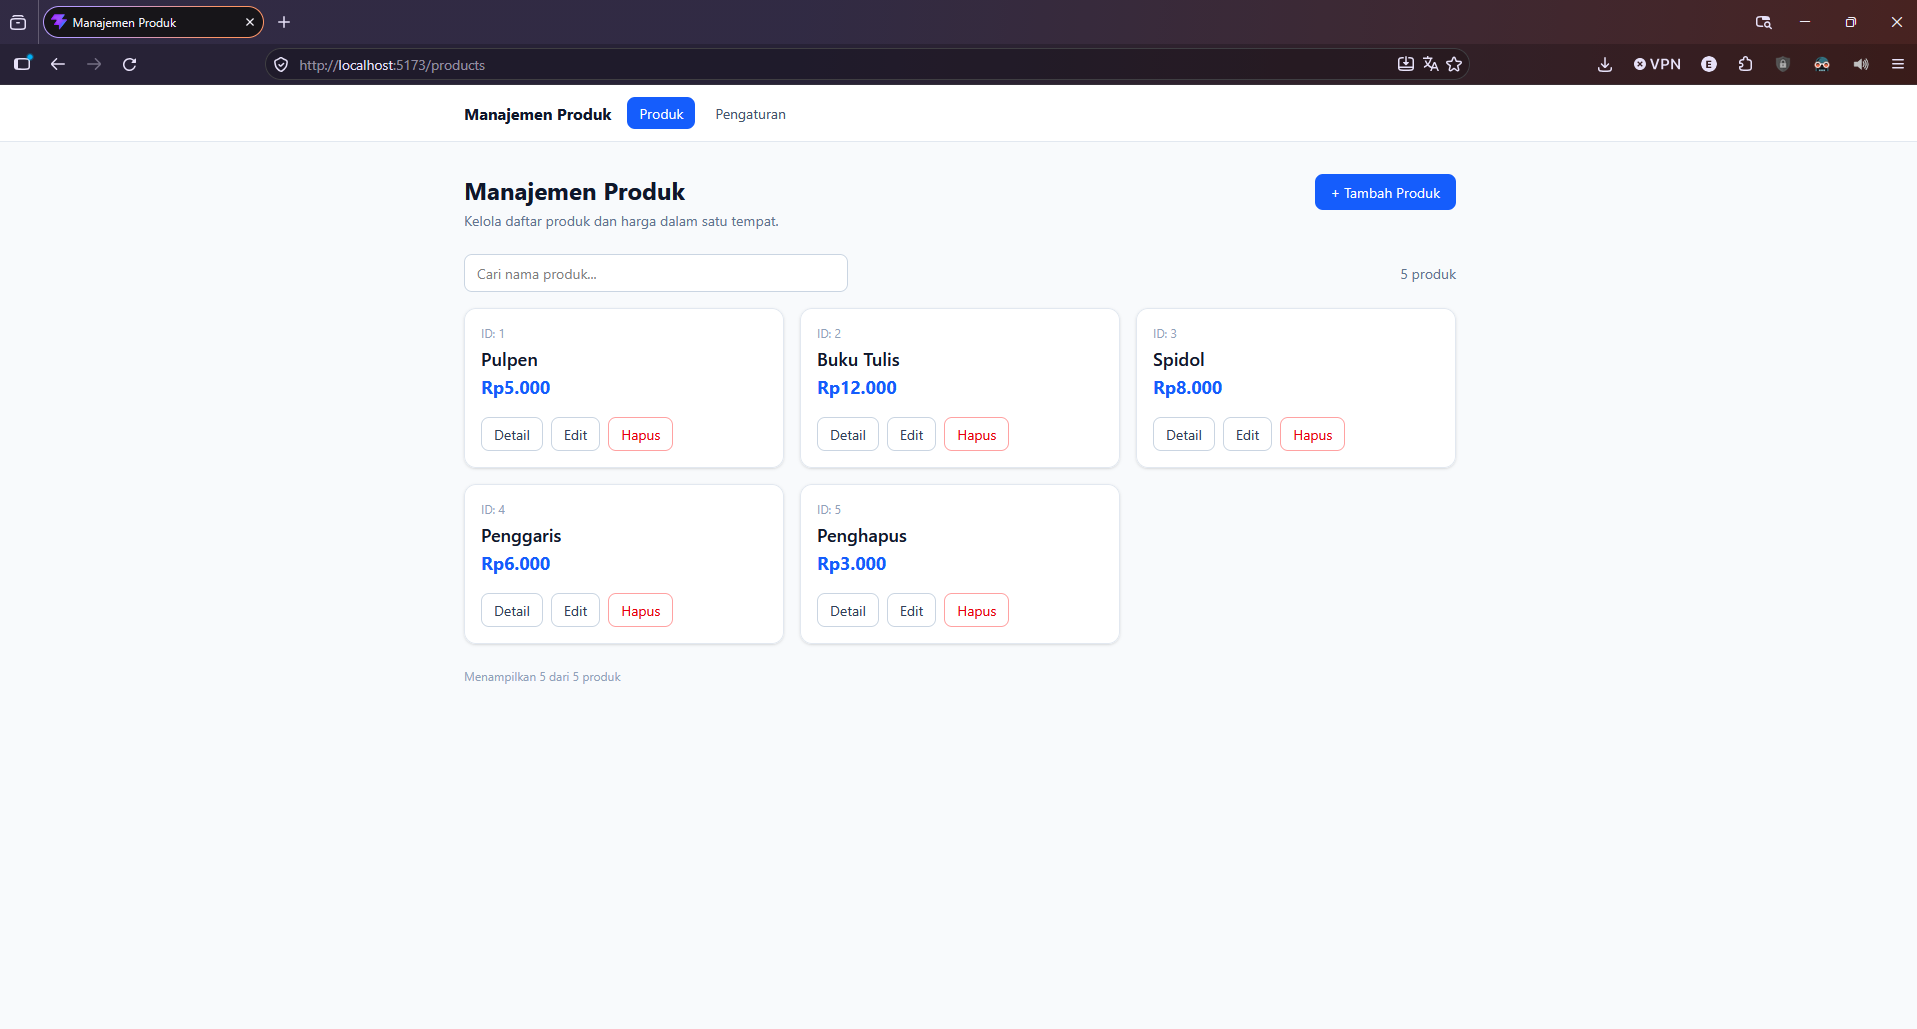 Manajemen Produk
http://localhost:5173/products
VPN
E
Manajemen Produk Produk Pengaturan
Manajemen Produk
+ Tambah Produk
Kelola daftar produk dan harga dalam satu tempat.
Cari nama produk...
5 produk
ID: 1
Pulpen
Rp5.000
Detail Edit Hapus
ID: 2
Buku Tulis
Rp12.000
Detail Edit Hapus
ID: 3
Spidol
Rp8.000
Detail Edit Hapus
ID: 4
Penggaris
Rp6.000
Detail Edit Hapus
ID: 5
Penghapus
Rp3.000
Detail Edit Hapus
Menampilkan 5 dari 5 produk